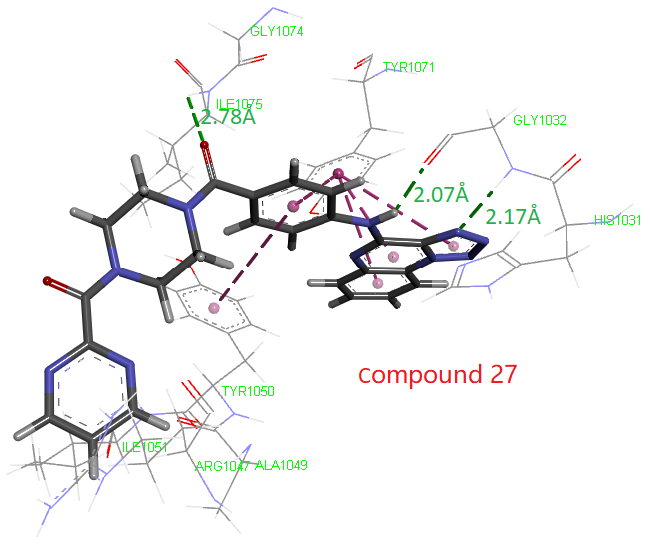 GLY1074
TYR1071
ILE1075
2.78Å
GLY1032
2.07Å
2.17Å
HIS1031
Compound 27
TYR1050
ILE1051
ARG1047
ALA1049